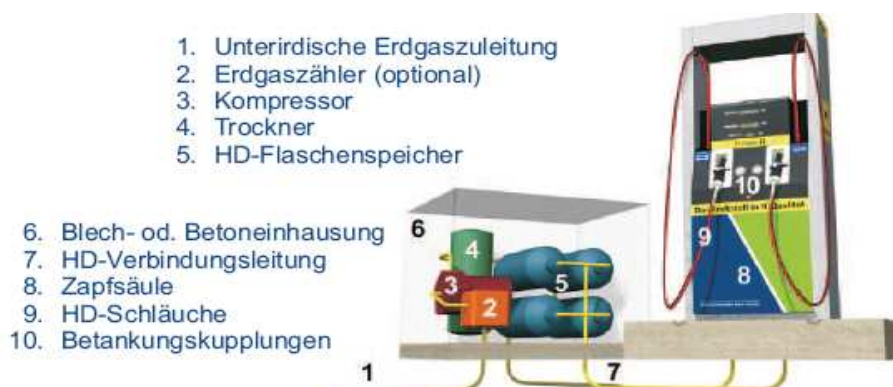 1. Unterirdische Erdgaszuleitung
2. Erdgaszähler (optional)
3. Kompressor
4. Trockner
5. HD-Flaschenspeicher
6. Blech- od. Betoneinhausung
7. HD-Verbindungsleitung
8. Zapfsäule
9. HD-Schläuche
10. Betankungskupplungen
6
4
3
5
2
1
7
10
9
8